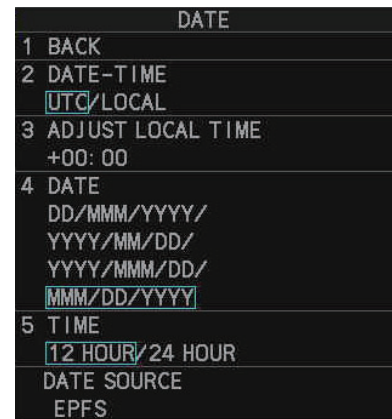 DATE
1 BACK
2 DATE-TIME
UTC/LOCAL
3 ADJUST LOCAL TIME
+00:00
4 DATE
DD/MMM/YYYY/
YYYY/MM/DD/
YYYY/MMM/DD/
MMM/DD/YYYY
5 TIME
12 HOUR/24 HOUR
DATE SOURCE
EPFS